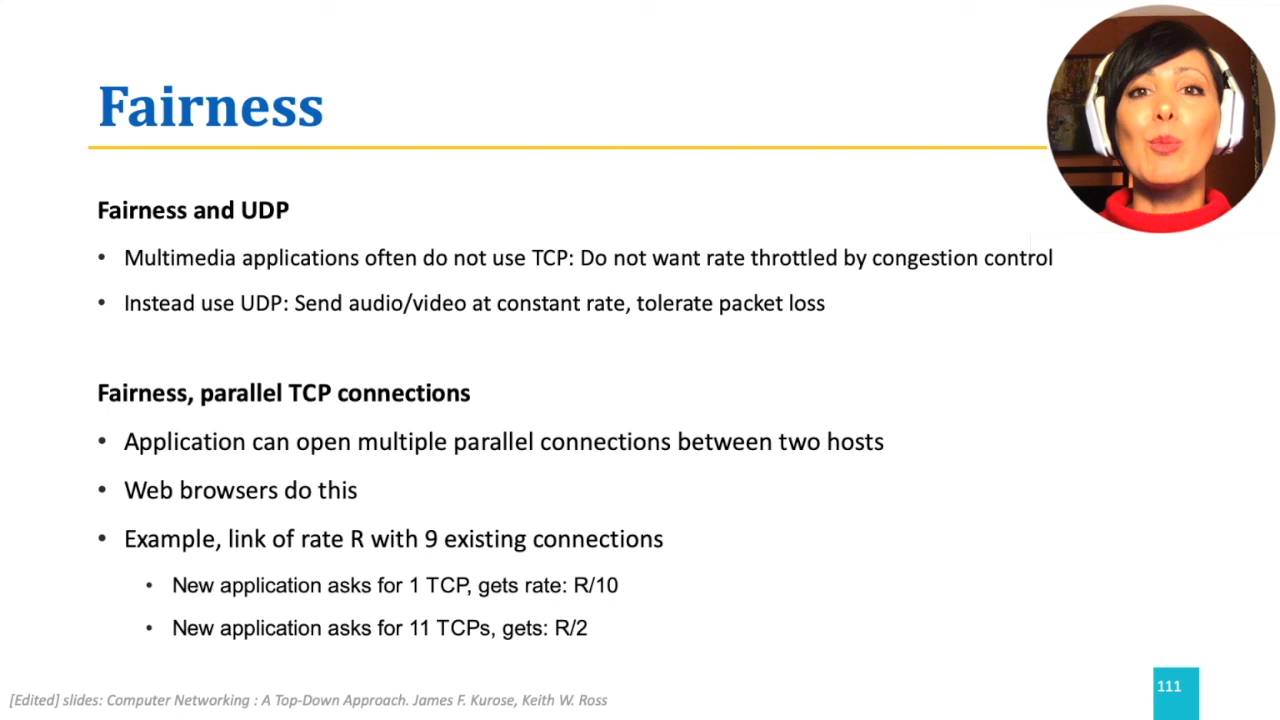 Fairness
Fairness and UDP
• Multimedia applications often do not use TCP: Do not want rate throttled by congestion control
• Instead use UDP: Send audio/video at constant rate, tolerate packet loss
Fairness, parallel TCP connections
• Application can open multiple parallel connections between two hosts
• Web browsers do this
• Example, link of rate R with 9 existing connections
• New application asks for 1 TCP, gets rate: R/10
• New application asks for 11 TCPs, gets: R/2
[Edited] slides: Computer Networking : A Top-Down Approach. James F. Kurose, Keith W. Ross
111